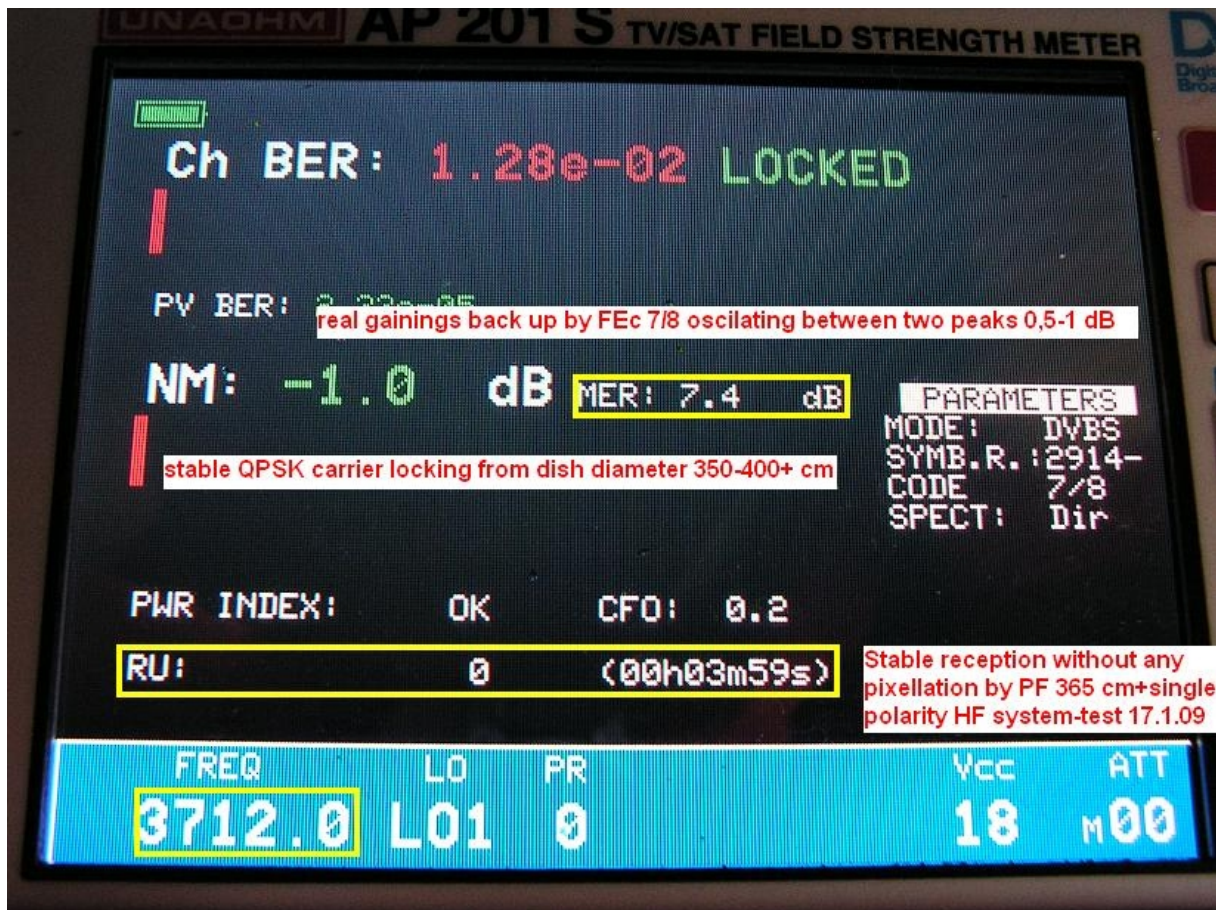 UNAOHM AP 201 S TV/SAT FIELD STRENGTH METER
Ch BER: 1.28e-02 LOCKED
PV BER:
real gainings back up by FEc 7/8 oscilating between two peaks 0,5-1 dB
NM: -1.0 dB MER: 7.4 dB
PARAMETERS
MODE: DVBS
SYMB.R.:2914-
CODE 7/8
SPECT: Dir
stable QPSK carrier locking from dish diameter 350-400+ cm
PWR INDEX: OK CFO: 0.2
RU: 0 (00h03m59s)
Stable reception without any
pixellation by PF 365 cm+single
polarity HF system-test 17.1.09
FREQ LO PR Vcc ATT
3712.0 LO1 0 18 M00